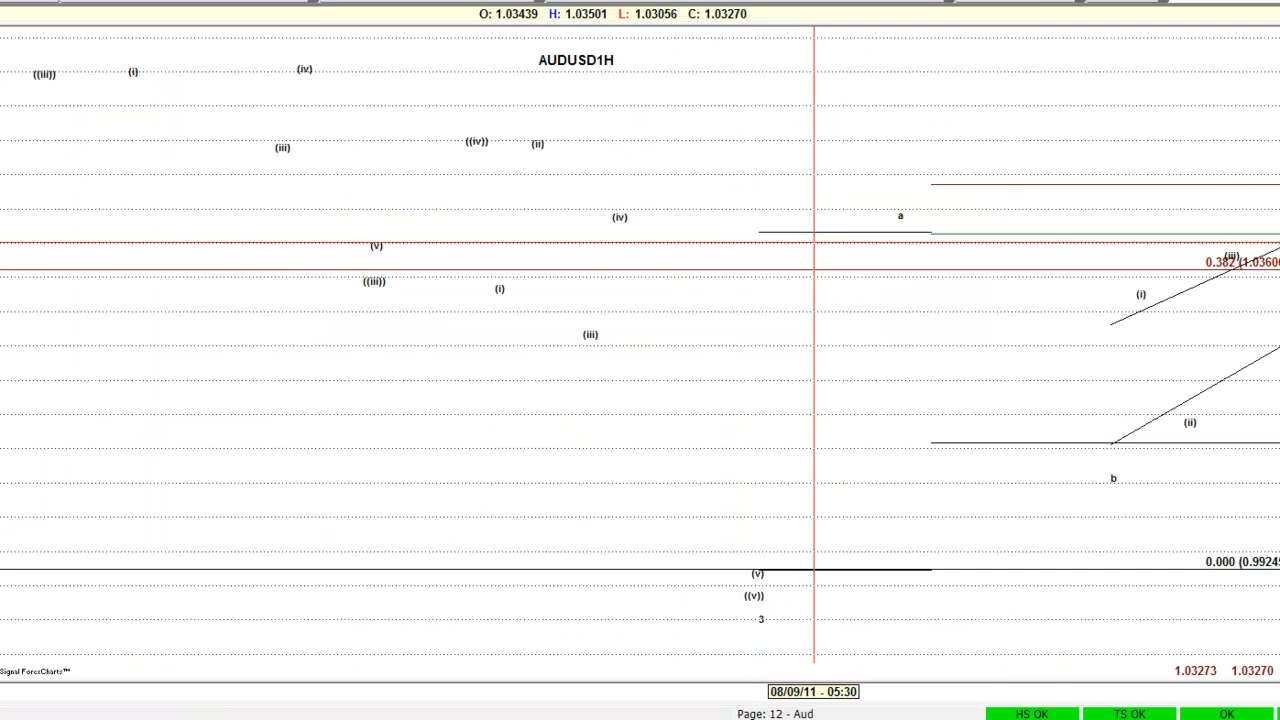 O: 1.03439 H: 1.03501 L: 1.03056 C: 1.03270
AUDUSD1H
((iii))
(i)
(iv)
(iii)
((iv))
(ii)
(iv)
a
(v)
(iii)
0.382 (1.0360
((iii))
(i)
(i)
(iii)
(ii)
b
0.000 (0.9924
(v)
((v))
3
Signal ForexCharts™
1.03273 1.03270
08/09/11 - 05:30
Page: 12 - Aud
HS OK
TS OK
OK